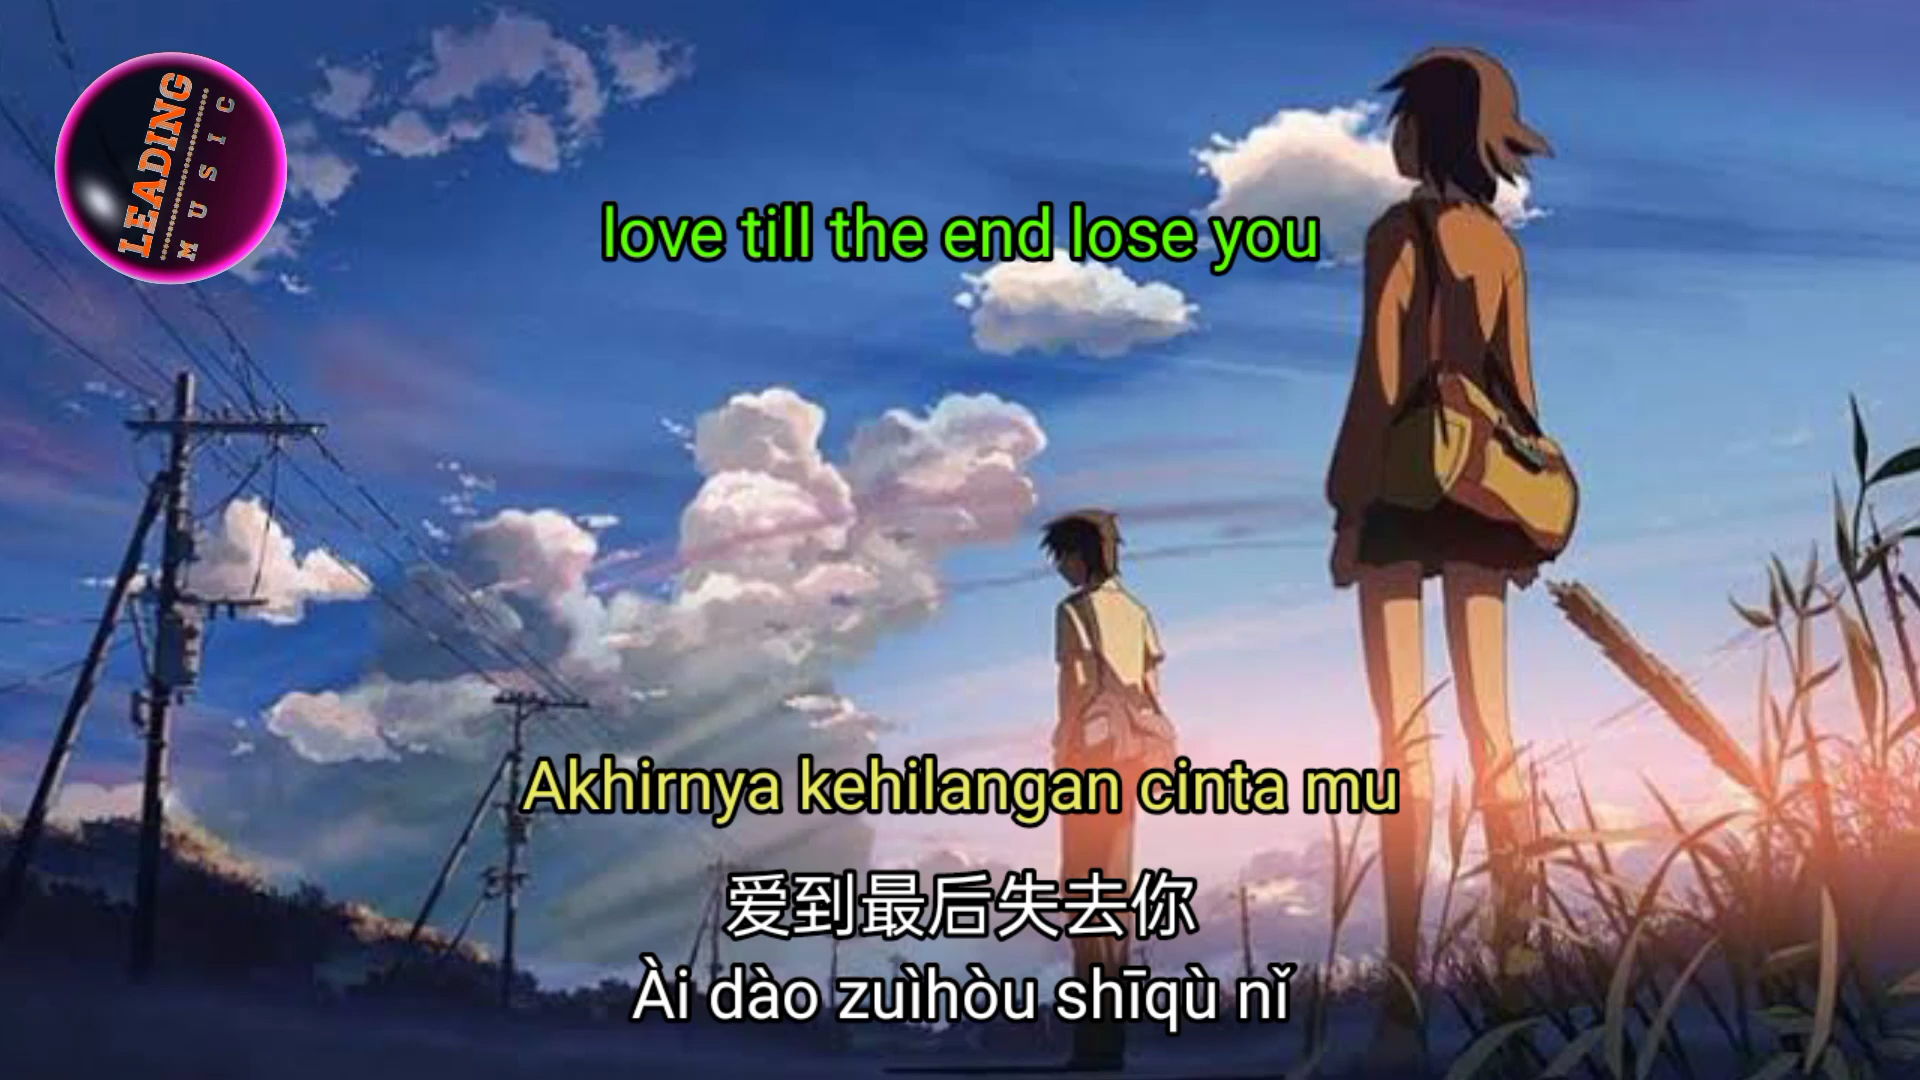 LEADING
MUSIC
love till the end lose you
Akhirnya kehilangan cinta mu
爱到最后失去你
Ài dào zuìhòu shīqù nǐ